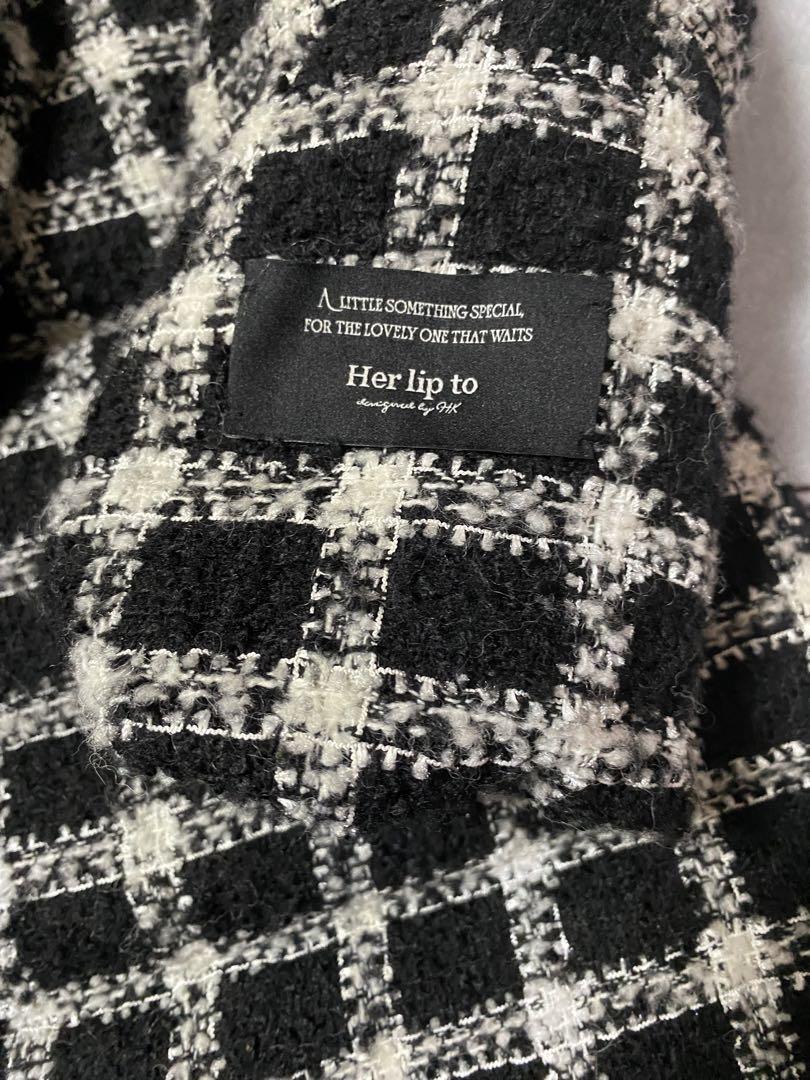 A LITTLE SOMETHING SPECIAL,
FOR THE LOVELY ONE THAT WAITS
Her lip to
designed by HK